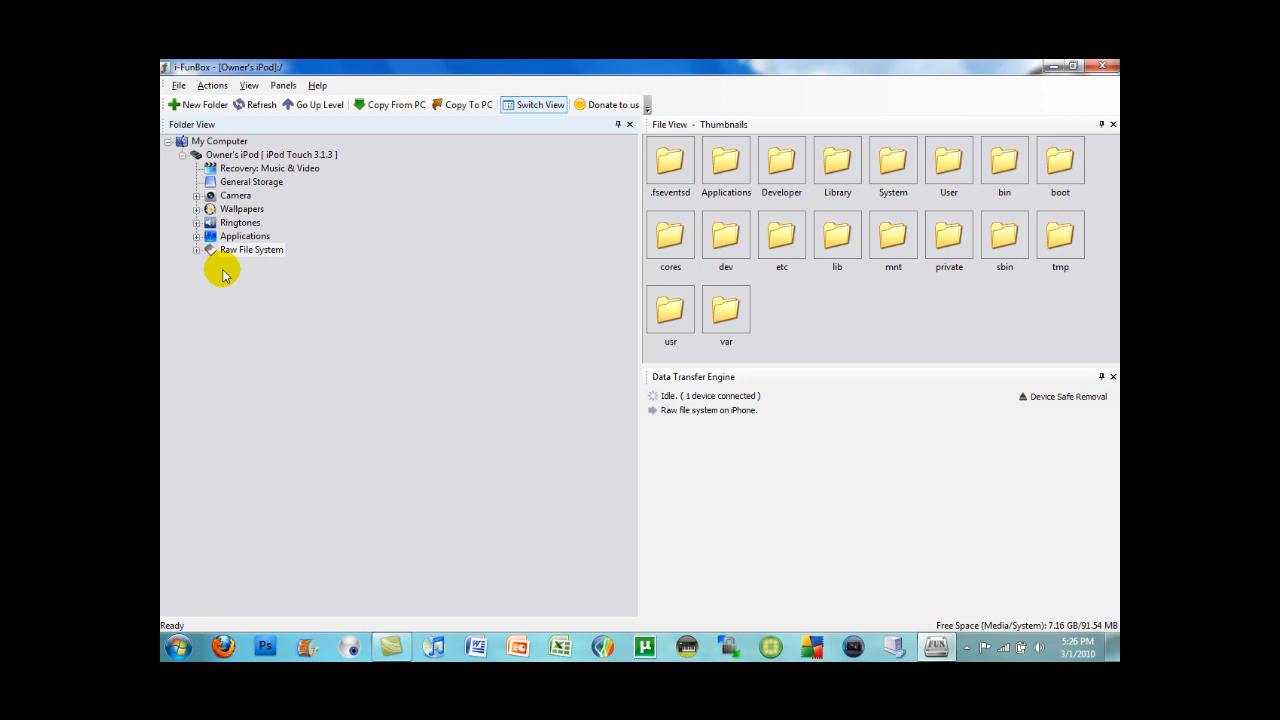 i-FunBox - [Owner's iPod]:/
File Actions View Panels Help
New Folder Refresh Go Up Level Copy From PC Copy To PC Switch View Donate to us
Folder View
My Computer
Owner's iPod [ iPod Touch 3.1.3 ]
Recovery: Music & Video
General Storage
Camera
Wallpapers
Ringtones
Applications
Raw File System
File View - Thumbnails
.fseventsd Applications Developer Library System User bin boot
cores dev etc lib mnt private sbin tmp
usr var
Data Transfer Engine
Idle. ( 1 device connected ) Device Safe Removal
Raw file system on iPhone.
Ready Free Space (Media/System): 7.16 GB/91.54 MB
Ps µ FUN 5:26 PM
3/1/2010